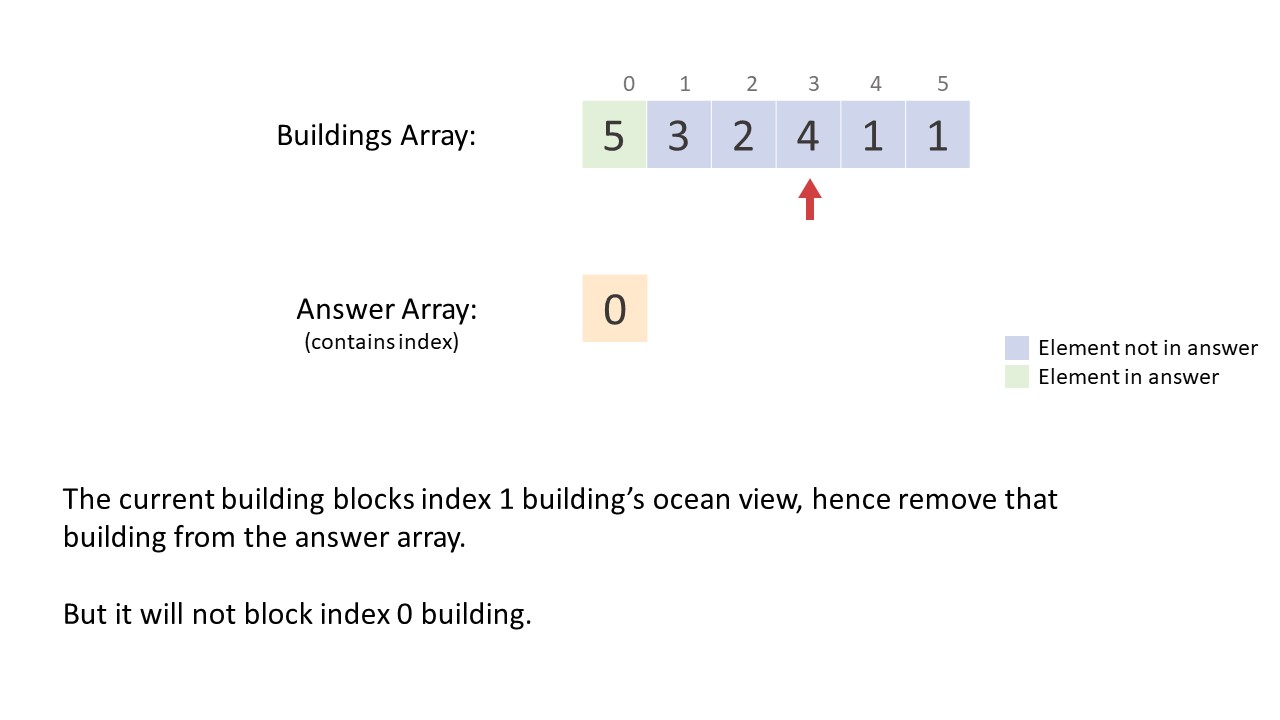 0 1 2 3 4 5
Buildings Array: 5 3 2 4 1 1
Answer Array: 0
(contains index)
Element not in answer
Element in answer
The current building blocks index 1 building’s ocean view, hence remove that
building from the answer array.
But it will not block index 0 building.